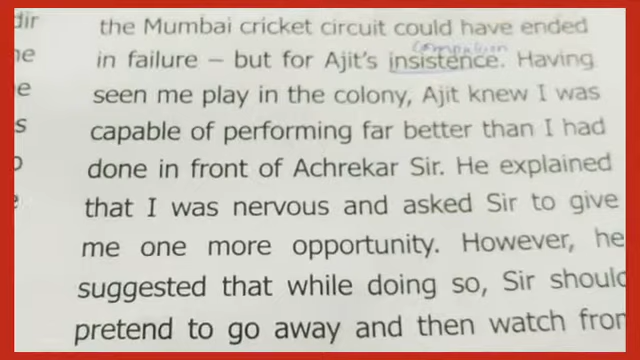 dir the Mumbai cricket circuit could have ended
in failure – but for Ajit's insistence. Having
seen me play in the colony, Ajit knew I was
capable of performing far better than I had
done in front of Achrekar Sir. He explained
that I was nervous and asked Sir to give
me one more opportunity. However, he
suggested that while doing so, Sir should
pretend to go away and then watch from